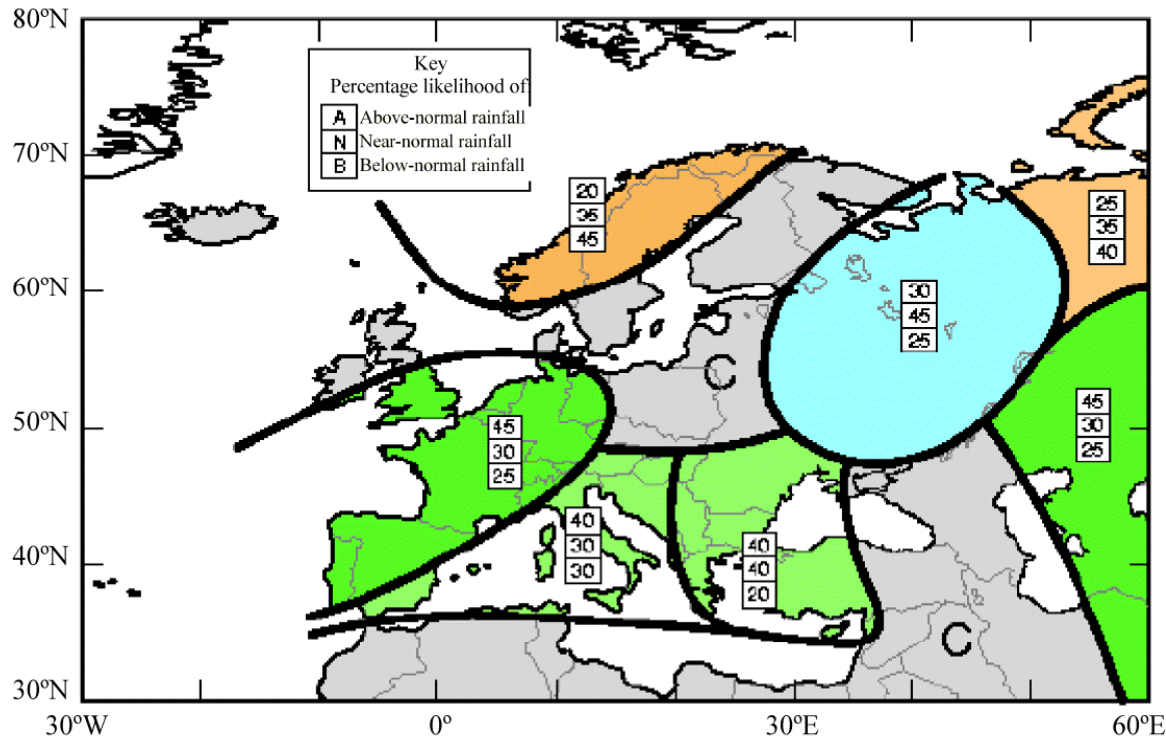 80ºN
Key
Percentage likelihood of
A Above-normal rainfall
N Near-normal rainfall
B Below-normal rainfall
70ºN
20
35
45
25
35
40
60ºN
30
45
25
C
45
30
25
50ºN
45
30
25
40
30
30
40
40
20
40ºN
C
30ºN
30ºW
0º
30ºE
60ºE